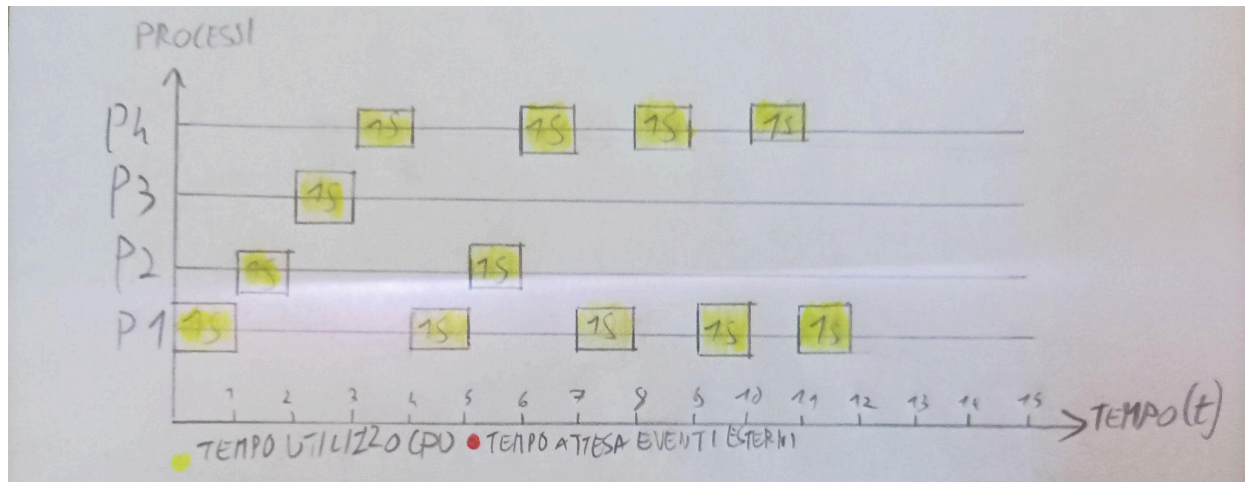 PROCESSI
P4 1S 1S 1S 1S
P3 1S
P2 1S 1S
P1 1S 1S 1S 1S 1S
1 2 3 4 5 6 7 8 9 10 11 12 13 14 15 TEMPO (t)
TEMPO UTILIZZO CPU TEMPO ATTESA EVENTI ESTERNI